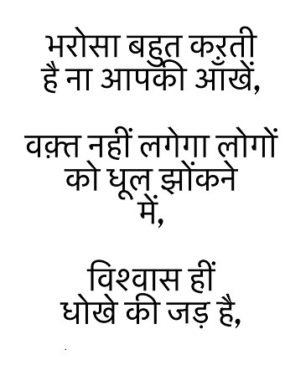 भरोसा बहुत करती
है ना आपकी आँखें,
वक़्त नहीं लगेगा लोगों
को धूल झोंकने
में,
विश्वास हीं
धोखे की जड़ है,